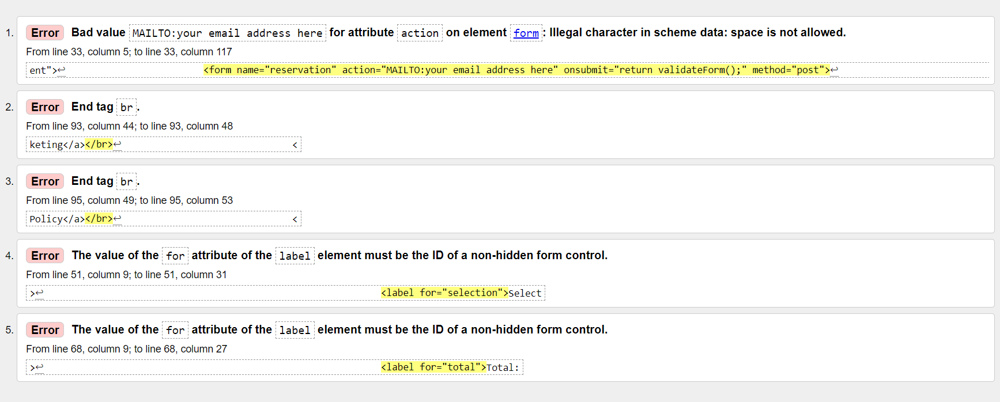 1. Error Bad value MAILTO:your email address here for attribute action on element form: Illegal character in scheme data: space is not allowed.
From line 33, column 5; to line 33, column 117
ent">↩ <form name="reservation" action="MAILTO:your email address here" onsubmit="return validateForm();" method="post">↩
2. Error End tag br.
From line 93, column 44; to line 93, column 48
keting</a></br>↩ <
3. Error End tag br.
From line 95, column 49; to line 95, column 53
Policy</a></br>↩ <
4. Error The value of the for attribute of the label element must be the ID of a non-hidden form control.
From line 51, column 9; to line 51, column 31
>↩ <label for="selection">Select
5. Error The value of the for attribute of the label element must be the ID of a non-hidden form control.
From line 68, column 9; to line 68, column 27
>↩ <label for="total">Total: